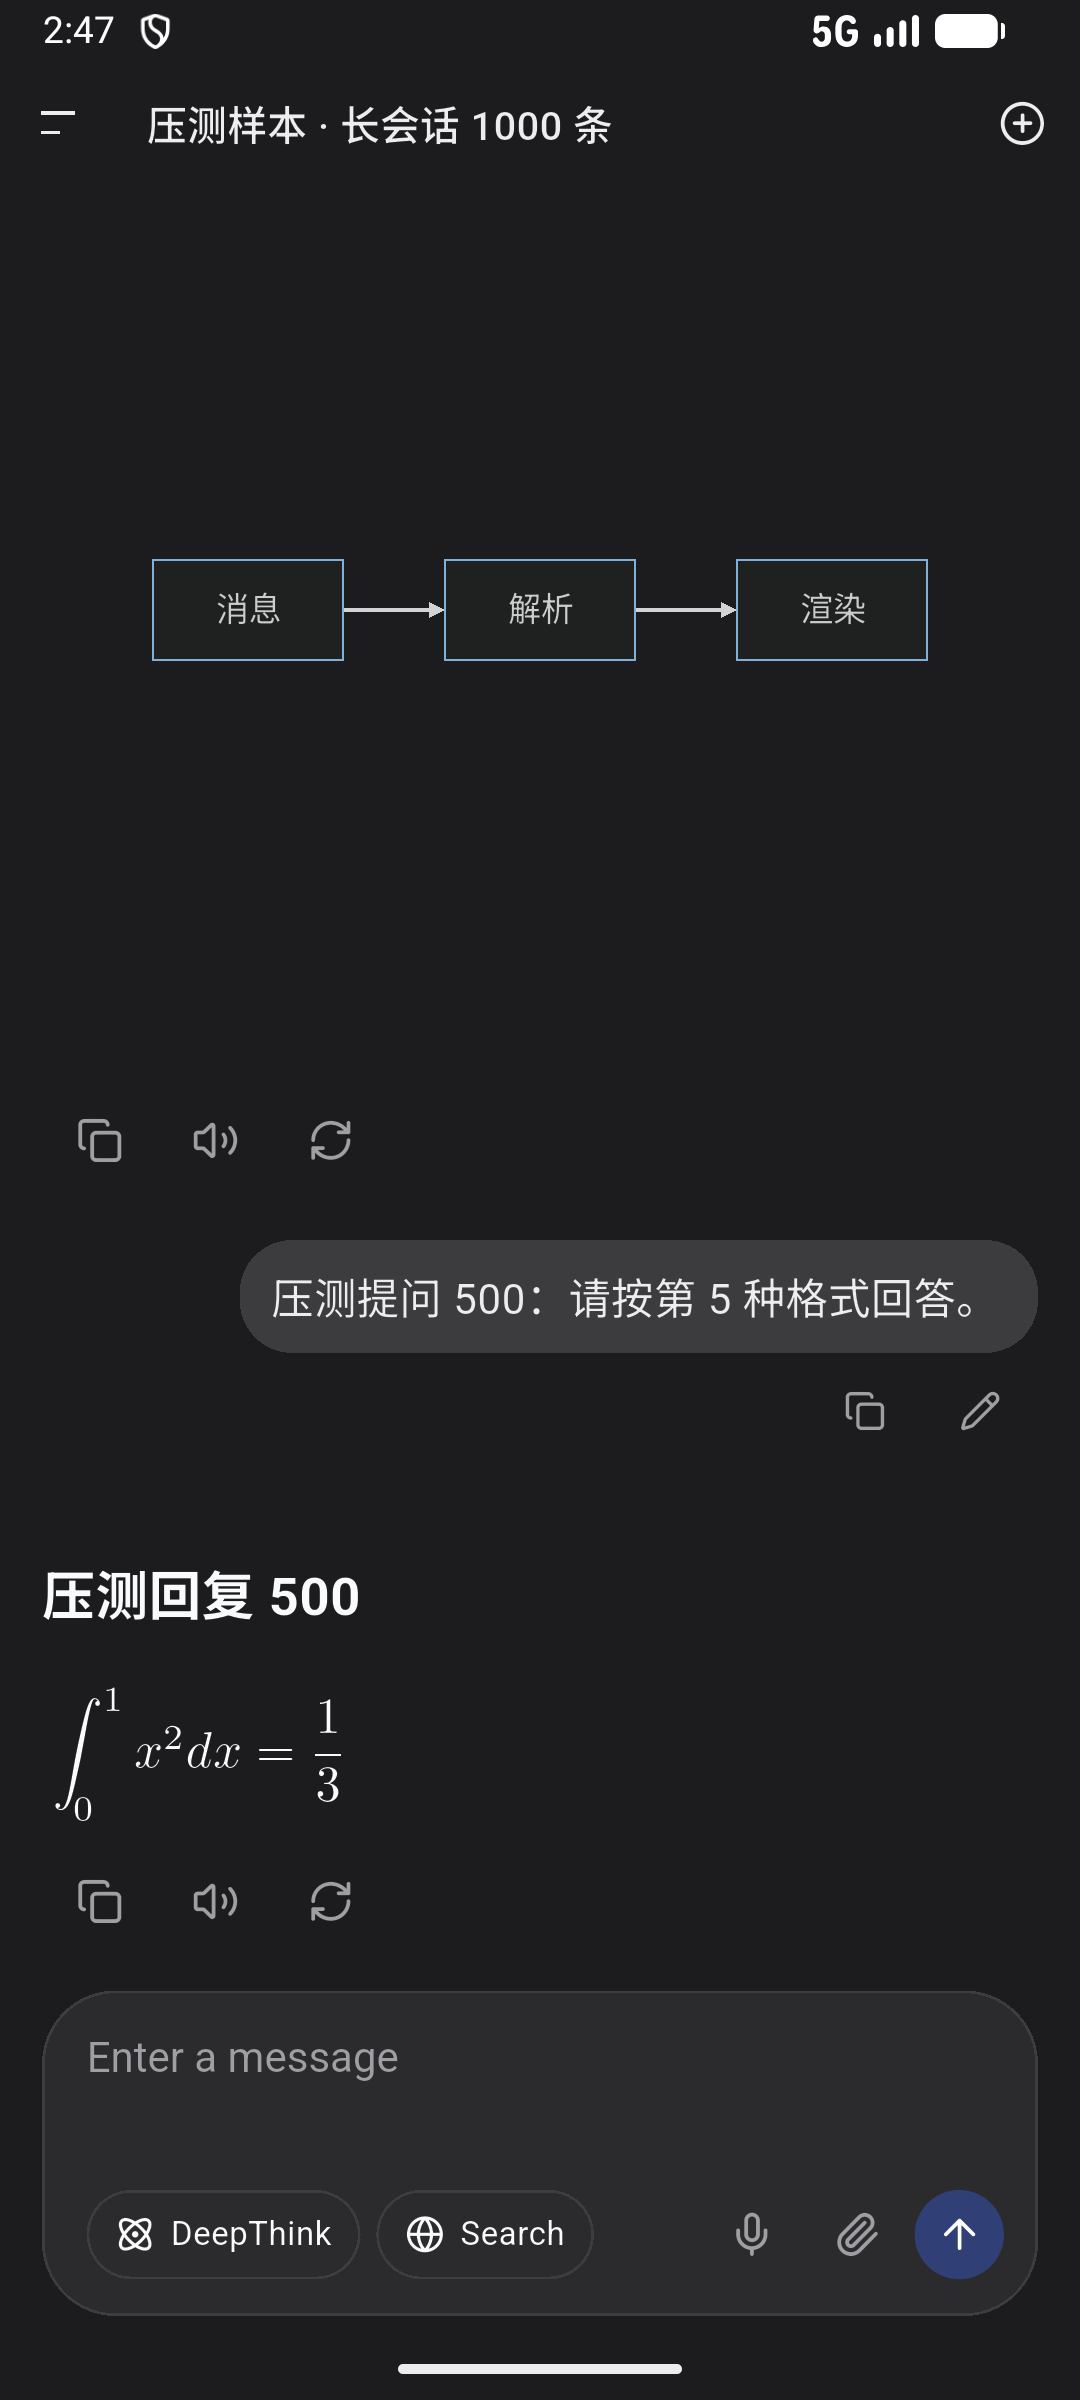 2:47 5G
压测样本 · 长会话 1000 条
消息 解析 渲染
压测提问 500：请按第 5 种格式回答。
压测回复 500
∫₀¹ x² dx = 1/3
Enter a message
DeepThink Search